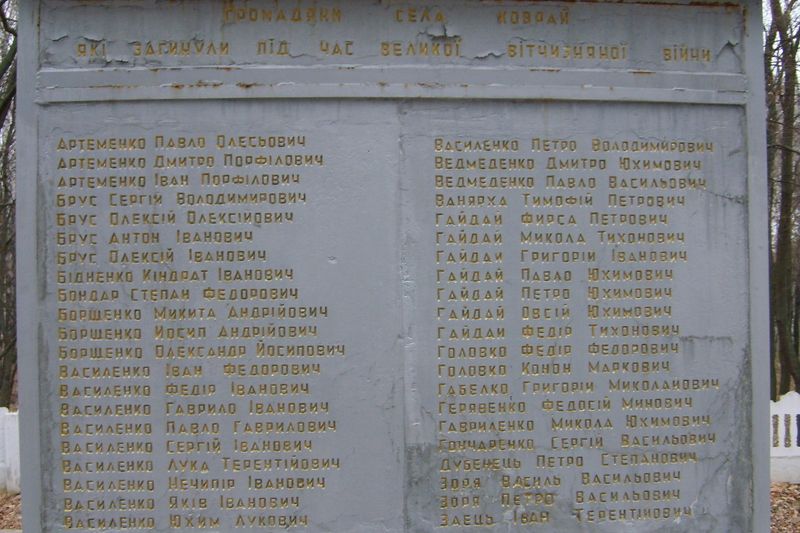 ГРОМАДЯНИ СЕЛА КОВРАЙ
ЯКІ ЗАГИНУЛИ ПІД ЧАС ВЕЛИКОЇ ВІТЧИЗНЯНОЇ ВІЙНИ
АРТЕМЕНКО ПАВЛО ОЛЕСЬОВИЧ
АРТЕМЕНКО ДМИТРО ПОРФІЛОВИЧ
АРТЕМЕНКО ІВАН ПОРФІЛОВИЧ
БРУС СЕРГІЙ ВОЛОДИМИРОВИЧ
БРУС ОЛЕКСІЙ ОЛЕКСІЙОВИЧ
БРУС АНТОН ІВАНОВИЧ
БРУС ОЛЕКСІЙ ІВАНОВИЧ
БІДНЕНКО КІНДРАТ ІВАНОВИЧ
БОНДАР СТЕПАН ФЕДОРОВИЧ
БОРЩЕНКО МИКИТА АНДРІЙОВИЧ
БОРЩЕНКО ЙОСИП АНДРІЙОВИЧ
БОРЩЕНКО ОЛЕКСАНДР ЙОСИПОВИЧ
ВАСИЛЕНКО ІВАН ФЕДОРОВИЧ
ВАСИЛЕНКО ФЕДІР ІВАНОВИЧ
ВАСИЛЕНКО ГАВРИЛО ІВАНОВИЧ
ВАСИЛЕНКО ПАВЛО ГАВРИЛОВИЧ
ВАСИЛЕНКО СЕРГІЙ ІВАНОВИЧ
ВАСИЛЕНКО ЛУКА ТЕРЕНТІЙОВИЧ
ВАСИЛЕНКО НЕЧИПІР ІВАНОВИЧ
ВАСИЛЕНКО ЯКІВ ІВАНОВИЧ
ВАСИЛЕНКО ЮХИМ ЛУКОВИЧ
ВАСИЛЕНКО ПЕТРО ВОЛОДИМИРОВИЧ
ВЕДМЕДЕНКО ДМИТРО ЮХИМОВИЧ
ВЕДМЕДЕНКО ПАВЛО ВАСИЛЬОВИЧ
ВАНЯРХА ТИМОФІЙ ПЕТРОВИЧ
ГАЙДАЙ ФИРСА ПЕТРОВИЧ
ГАЙДАЙ МИКОЛА ТИХОНОВИЧ
ГАЙДАЙ ГРИГОРІЙ ІВАНОВИЧ
ГАЙДАЙ ПАВЛО ЮХИМОВИЧ
ГАЙДАЙ ПЕТРО ЮХИМОВИЧ
ГАЙДАЙ ОВСІЙ ЮХИМОВИЧ
ГАЙДАЙ ФЕДІР ТИХОНОВИЧ
ГОЛОВКО ФЕДІР ФЕДОРОВИЧ
ГОЛОВКО КОНОН МАРКОВИЧ
ГАБЕЛКО ГРИГОРІЙ МИКОЛАЙОВИЧ
ГЕРЯВЕНКО ФЕДОСІЙ МИНОВИЧ
ГАВРИЛЕНКО МИКОЛА ЮХИМОВИЧ
ГОНЧАРЕНКО СЕРГІЙ ВАСИЛЬОВИЧ
ДУБЕНЕЦЬ ПЕТРО СТЕПАНОВИЧ
ЗОРЯ ВАСИЛЬ ВАСИЛЬОВИЧ
ЗОРЯ ПЕТРО ВАСИЛЬОВИЧ
ЗАЕЦЬ ІВАН ТЕРЕНТІЙОВИЧ